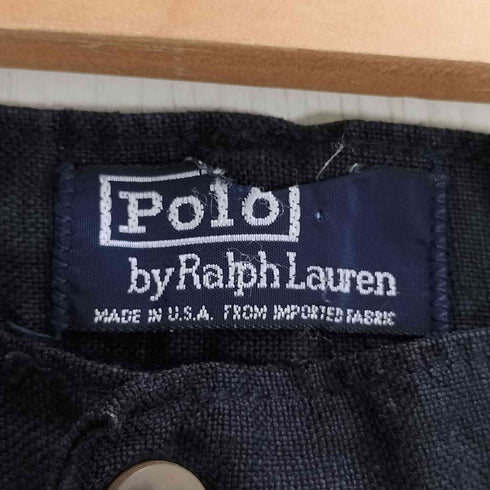 Polo
by Ralph Lauren
MADE IN U.S.A. FROM IMPORTED FABRIC